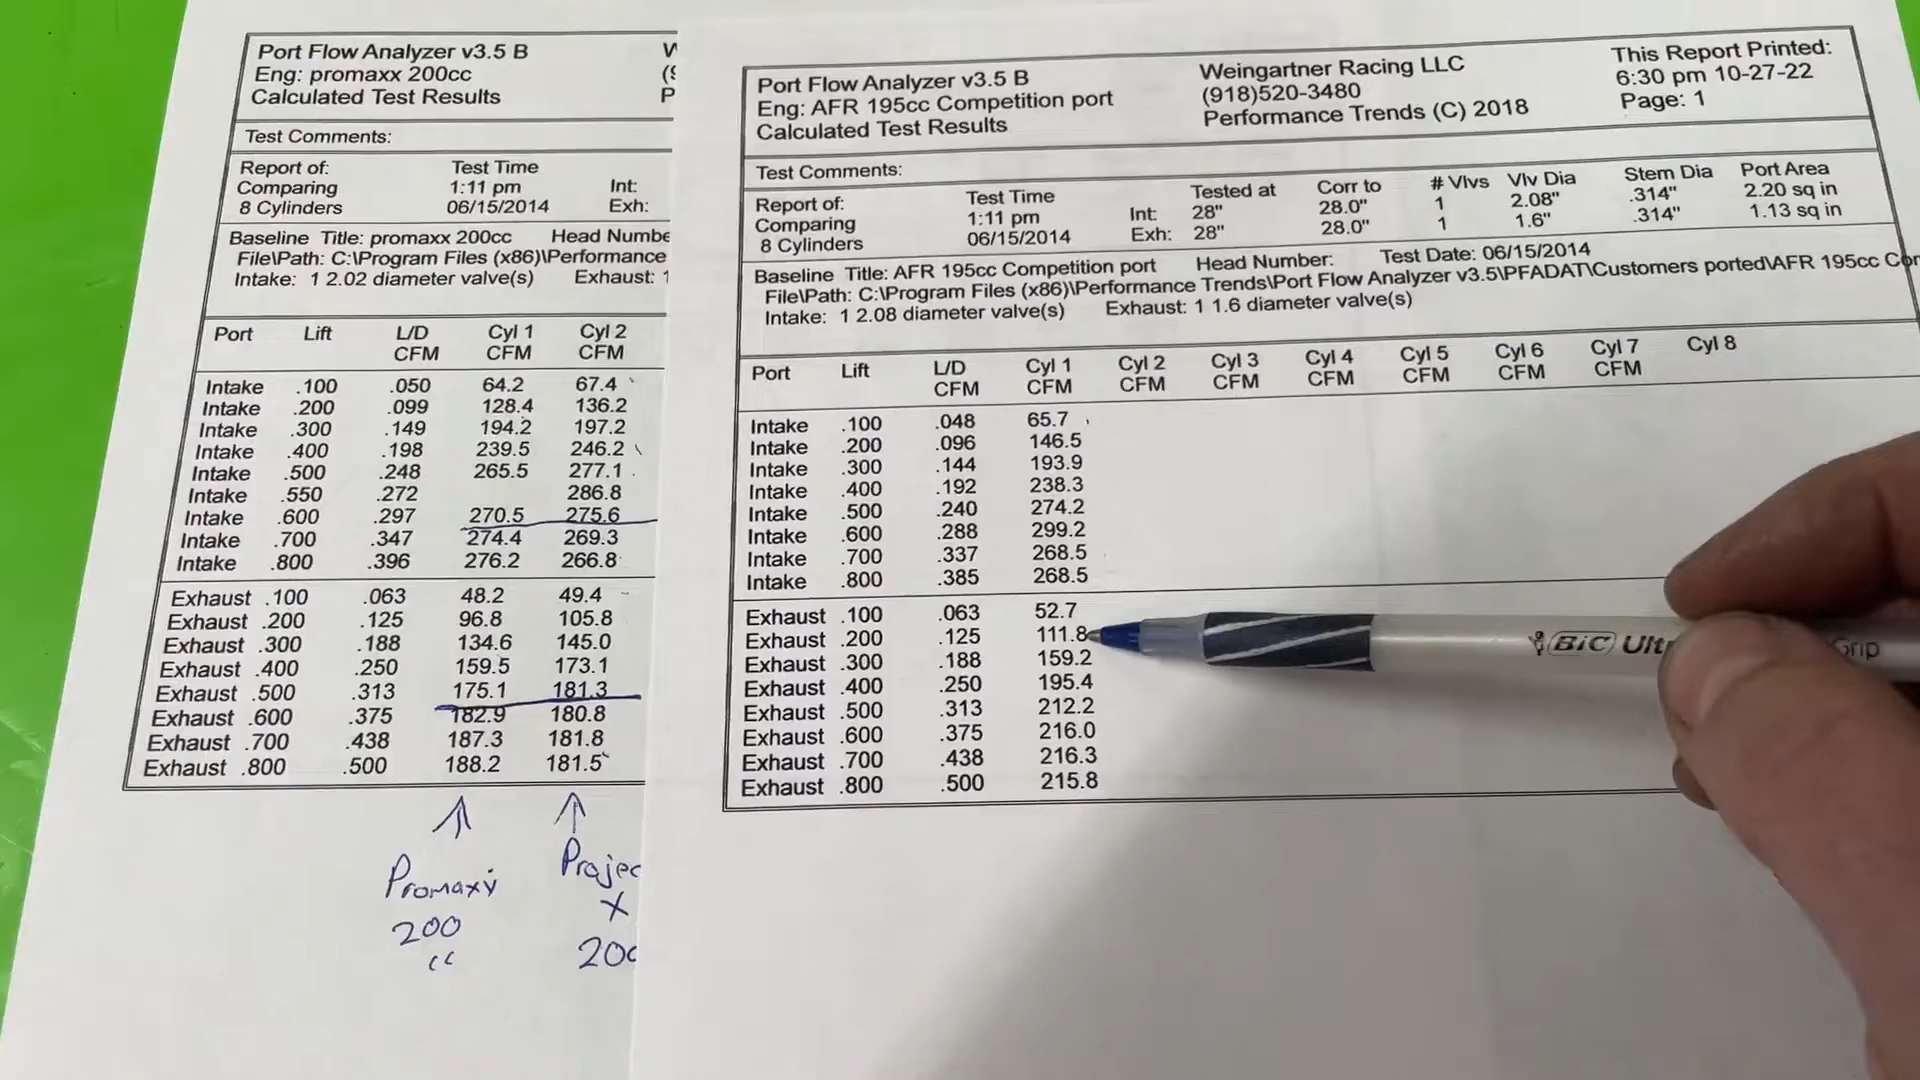 Port Flow Analyzer v3.5 B
Eng: promaxx 200cc
Calculated Test Results
Test Comments:
Report of: Test Time
Comparing 1:11 pm Int:
8 Cylinders 06/15/2014 Exh:
Baseline Title: promaxx 200cc Head Numbe
File\Path: C:\Program Files (x86)\Performance
Intake: 1 2.02 diameter valve(s) Exhaust: 1
Port Lift L/D Cyl 1 Cyl 2
CFM CFM CFM
Intake .100 .050 64.2 67.4
Intake .200 .099 128.4 136.2
Intake .300 .149 194.2 197.2
Intake .400 .198 239.5 246.2
Intake .500 .248 265.5 277.1
Intake .550 .272 286.8
Intake .600 .297 270.5 275.6
Intake .700 .347 274.4 269.3
Intake .800 .396 276.2 266.8
Exhaust .100 .063 48.2 49.4
Exhaust .200 .125 96.8 105.8
Exhaust .300 .188 134.6 145.0
Exhaust .400 .250 159.5 173.1
Exhaust .500 .313 175.1 181.3
Exhaust .600 .375 182.9 180.8
Exhaust .700 .438 187.3 181.8
Exhaust .800 .500 188.2 181.5
Promaxx
200
cc
Projec
X
200
Port Flow Analyzer v3.5 B Weingartner Racing LLC This Report Printed:
Eng: AFR 195cc Competition port (918)520-3480 6:30 pm 10-27-22
Calculated Test Results Performance Trends (C) 2018 Page: 1
Test Comments:
Report of: Test Time Tested at Corr to # Vlvs Vlv Dia Stem Dia Port Area
Comparing 1:11 pm Int: 28" 28.0" 1 2.08" .314" 2.20 sq in
8 Cylinders 06/15/2014 Exh: 28" 28.0" 1 1.6" .314" 1.13 sq in
Baseline Title: AFR 195cc Competition port Head Number: Test Date: 06/15/2014
File\Path: C:\Program Files (x86)\Performance Trends\Port Flow Analyzer v3.5\PFADAT\Customers ported\AFR 195cc Cor
Intake: 1 2.08 diameter valve(s) Exhaust: 1 1.6 diameter valve(s)
Port Lift L/D Cyl 1 Cyl 2 Cyl 3 Cyl 4 Cyl 5 Cyl 6 Cyl 7 Cyl 8
CFM CFM CFM CFM CFM CFM CFM CFM
Intake .100 .048 65.7
Intake .200 .096 146.5
Intake .300 .144 193.9
Intake .400 .192 238.3
Intake .500 .240 274.2
Intake .600 .288 299.2
Intake .700 .337 268.5
Intake .800 .385 268.5
Exhaust .100 .063 52.7
Exhaust .200 .125 111.8
Exhaust .300 .188 159.2
Exhaust .400 .250 195.4
Exhaust .500 .313 212.2
Exhaust .600 .375 216.0
Exhaust .700 .438 216.3
Exhaust .800 .500 215.8
BiC Ult Grip